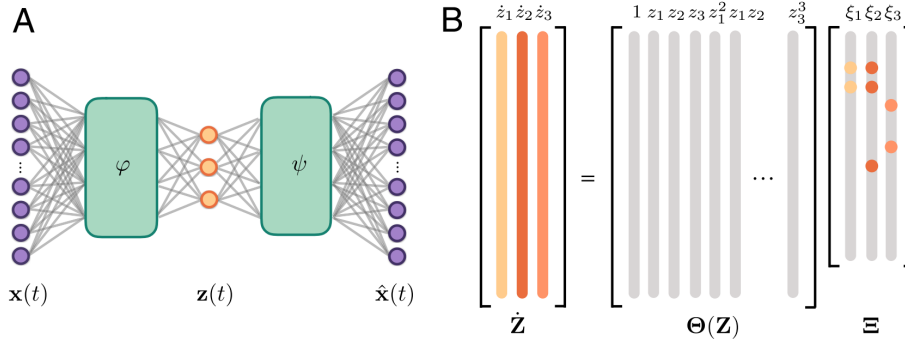 A
φ
ψ
x(t)
z(t)
x̂(t)
B
ż₁ ż₂ ż₃
1 z₁ z₂ z₃ z₁² z₁z₂ z₃³
ξ₁ ξ₂ ξ₃
=
...
Ż
Θ(Z)
Ξ